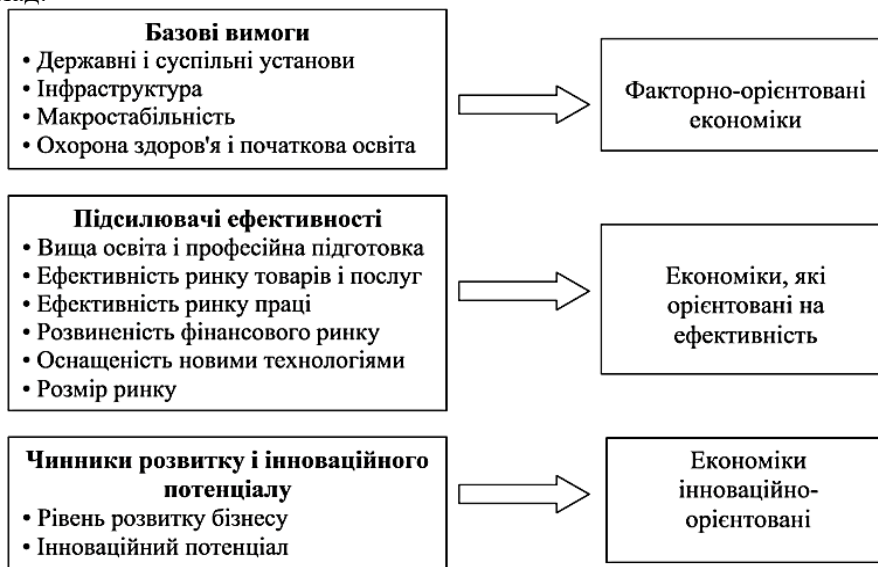 Базові вимоги
• Державні і суспільні установи
• Інфраструктура
• Макростабільність
• Охорона здоров'я і початкова освіта
Факторно-орієнтовані
економіки
Підсилювачі ефективності
• Вища освіта і професійна підготовка
• Ефективність ринку товарів і послуг
• Ефективність ринку праці
• Розвиненість фінансового ринку
• Оснащеність новими технологіями
• Розмір ринку
Економіки, які
орієнтовані на
ефективність
Чинники розвитку і інноваційного
потенціалу
• Рівень розвитку бізнесу
• Інноваційний потенціал
Економіки
інноваційно-
орієнтовані